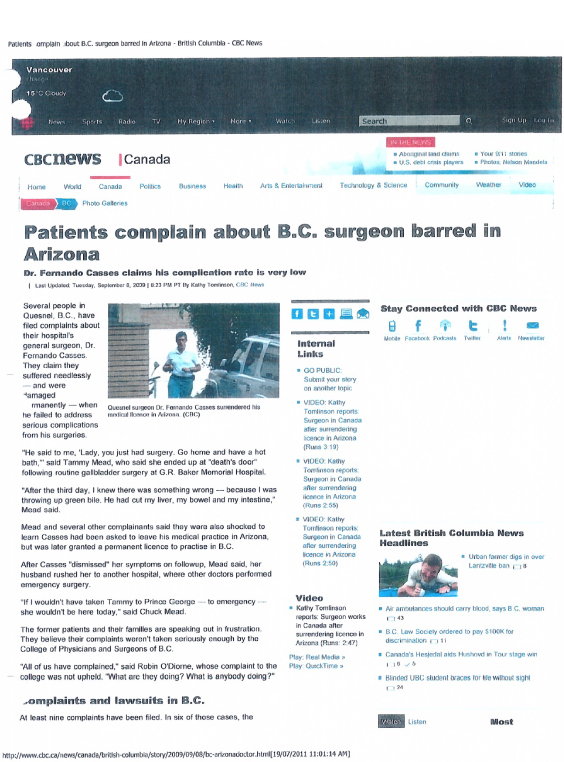 Patients omplain about B.C. surgeon barred in Arizona - British Columbia - CBC News
Vancouver
15°C Cloudy
News Sports Radio TV My Region More Watch Listen Search Sign Up Log In
IN THE NEWS
Aboriginal land claims
U.S. debt crisis players
Your 9/11 stories
Photos: Nelson Mandela
CBCnews | Canada
Home World Canada Politics Business Health Arts & Entertainment Technology & Science Community Weather Video
Canada BC Photo Galleries
Patients complain about B.C. surgeon barred in
Arizona
Dr. Fernando Casses claims his complication rate is very low
Last Updated: Tuesday, September 8, 2009 | 8:23 PM PT By Kathy Tomlinson, CBC News
Several people in
Quesnel, B.C., have
filed complaints about
their hospital's
general surgeon, Dr.
Fernando Casses.
They claim they
suffered needlessly
— and were
damaged
rmanently — when
he failed to address
serious complications
from his surgeries.
Quesnel surgeon Dr. Fernando Casses surrendered his
medical licence in Arizona. (CBC)
"He said to me, 'Lady, you just had surgery. Go home and have a hot
bath,'" said Tammy Mead, who said she ended up at "death's door"
following routine gallbladder surgery at G.R. Baker Memorial Hospital.
"After the third day, I knew there was something wrong — because I was
throwing up green bile. He had cut my liver, my bowel and my intestine,"
Mead said.
Mead and several other complainants said they were also shocked to
learn Casses had been asked to leave his medical practice in Arizona,
but was later granted a permanent licence to practise in B.C.
After Casses "dismissed" her symptoms on followup, Mead said, her
husband rushed her to another hospital, where other doctors performed
emergency surgery.
"If I wouldn't have taken Tammy to Prince George — to emergency —
she wouldn't be here today," said Chuck Mead.
The former patients and their families are speaking out in frustration.
They believe their complaints weren't taken seriously enough by the
College of Physicians and Surgeons of B.C.
"All of us have complained," said Robin O'Diorne, whose complaint to the
college was not upheld. "What are they doing? What is anybody doing?"
omplaints and lawsuits in B.C.
At least nine complaints have been filed. In six of those cases, the
Internal
Links
GO PUBLIC:
Submit your story
on another topic
VIDEO: Kathy
Tomlinson reports:
Surgeon in Canada
after surrendering
licence in Arizona
(Runs 3:19)
VIDEO: Kathy
Tomlinson reports:
Surgeon in Canada
after surrendering
licence in Arizona
(Runs 2:55)
VIDEO: Kathy
Tomlinson reports:
Surgeon in Canada
after surrendering
licence in Arizona
(Runs 2:50)
Video
Kathy Tomlinson
reports: Surgeon works
in Canada after
surrendering licence in
Arizona (Runs: 2:47)
Play: Real Media »
Play: QuickTime »
Stay Connected with CBC News
Mobile Facebook Podcasts Twitter Alerts Newsletter
Latest British Columbia News
Headlines
Urban farmer digs in over
Lantzville ban 8
Air ambulances should carry blood, says B.C. woman
43
B.C. Law Society ordered to pay $100K for
discrimination 11
Canada's Hesjedal aids Hushovd in Tour stage win
6 5
Blinded UBC student braces for life without sight
24
Video Listen Most
http://www.cbc.ca/news/canada/british-columbia/story/2009/09/08/bc-arizonadoctor.html[19/07/2011 11:01:14 AM]